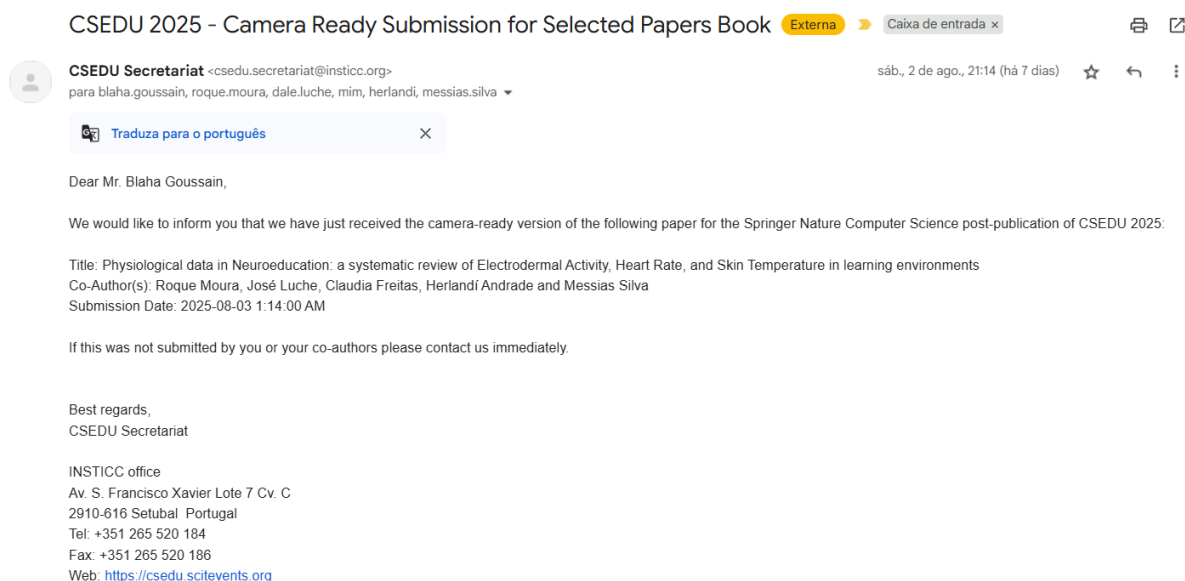 CSEDU 2025 - Camera Ready Submission for Selected Papers Book Externa Caixa de entrada ×
CSEDU Secretariat <csedu.secretariat@insticc.org> sáb., 2 de ago., 21:14 (há 7 dias)
para blaha.goussain, roque.moura, dale.luche, mim, herlandi, messias.silva
Traduza para o português
Dear Mr. Blaha Goussain,
We would like to inform you that we have just received the camera-ready version of the following paper for the Springer Nature Computer Science post-publication of CSEDU 2025:
Title: Physiological data in Neuroeducation: a systematic review of Electrodermal Activity, Heart Rate, and Skin Temperature in learning environments
Co-Author(s): Roque Moura, José Luche, Claudia Freitas, Herlandí Andrade and Messias Silva
Submission Date: 2025-08-03 1:14:00 AM
If this was not submitted by you or your co-authors please contact us immediately.
Best regards,
CSEDU Secretariat
INSTICC office
Av. S. Francisco Xavier Lote 7 Cv. C
2910-616 Setubal  Portugal
Tel: +351 265 520 184
Fax: +351 265 520 186
Web: https://csedu.scitevents.org